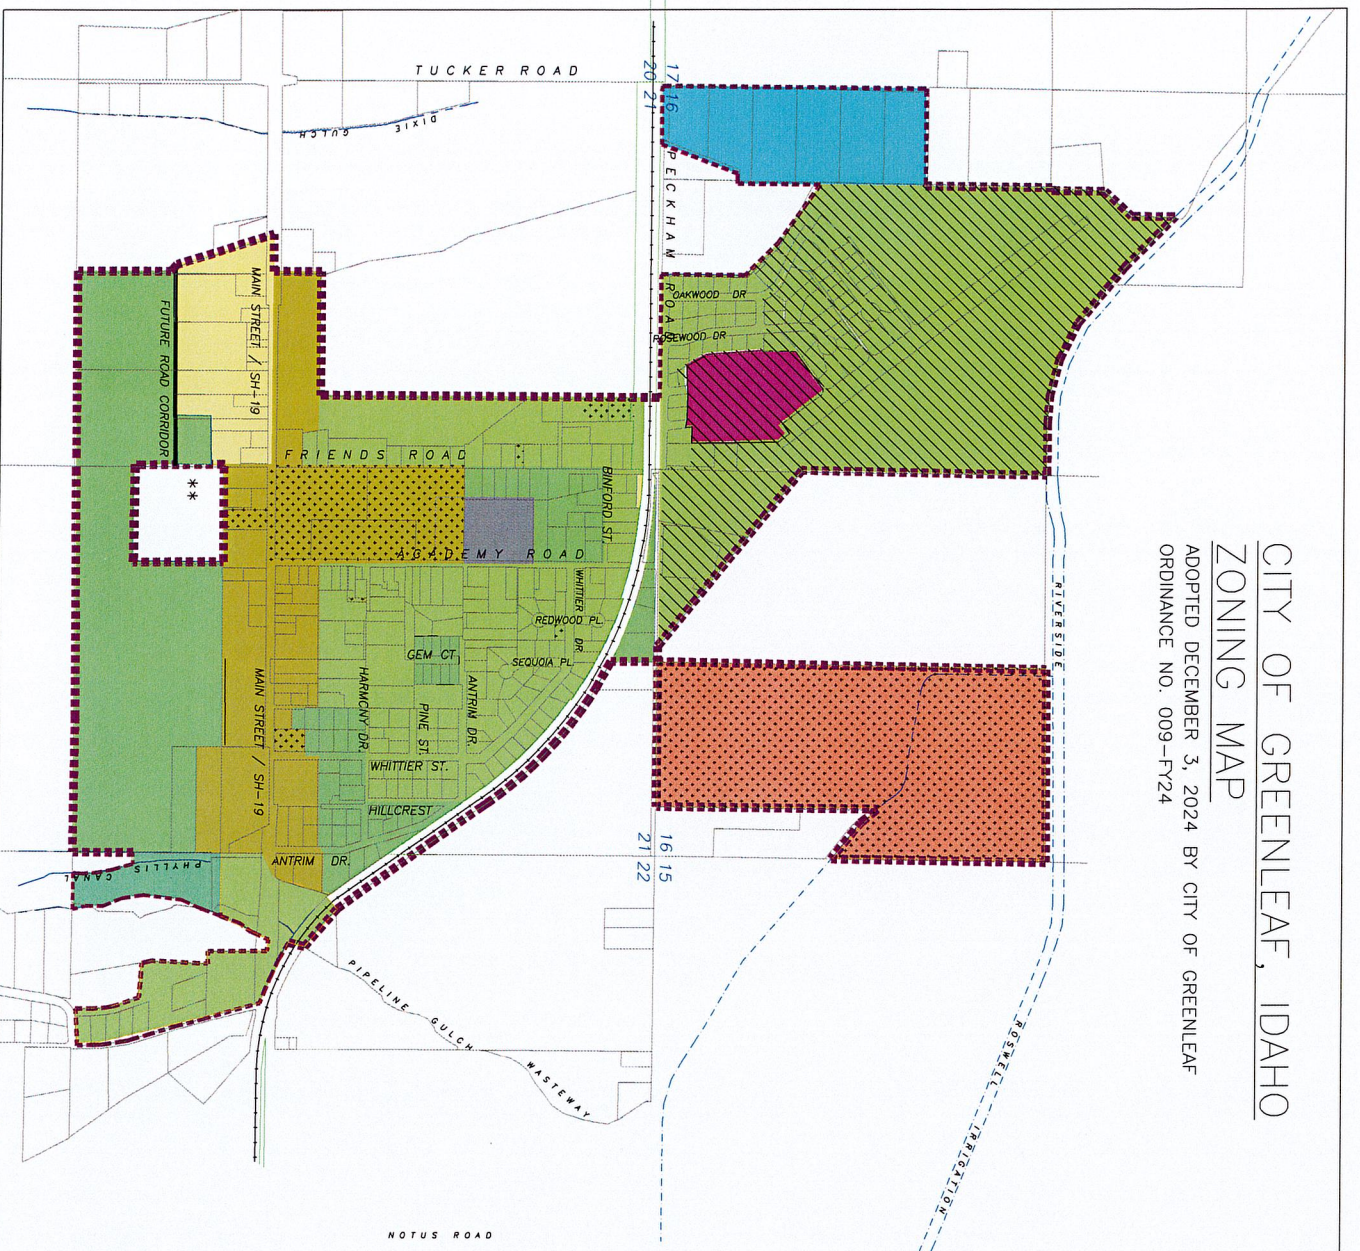 CITY OF GREENLEAF, IDAHO
ZONING MAP
ADOPTED DECEMBER 3, 2024 BY CITY OF GREENLEAF
ORDINANCE NO. 009-FY24
TUCKER ROAD
DIXIE
GULCH
17 16
20 21
PECKHAM ROAD
OAKWOOD DR
ROSEWOOD DR
MAIN STREET / SH-19
FUTURE ROAD CORRIDOR
**
FRIENDS ROAD
BINFORD ST.
ACADEMY ROAD
WHITTIER DR.
REDWOOD PL.
SEQUOIA PL.
GEM CT.
HARMONY DR.
PINE ST.
ANTRIM DR.
MAIN STREET / SH-19
WHITTIER ST.
HILLCREST
ANTRIM DR.
PHYLLIS
CANAL
16 15
21 22
RIVERSIDE
ROSWELL IRRIGATION
PIPELINE GULCH WASTEWAY
NOTUS ROAD